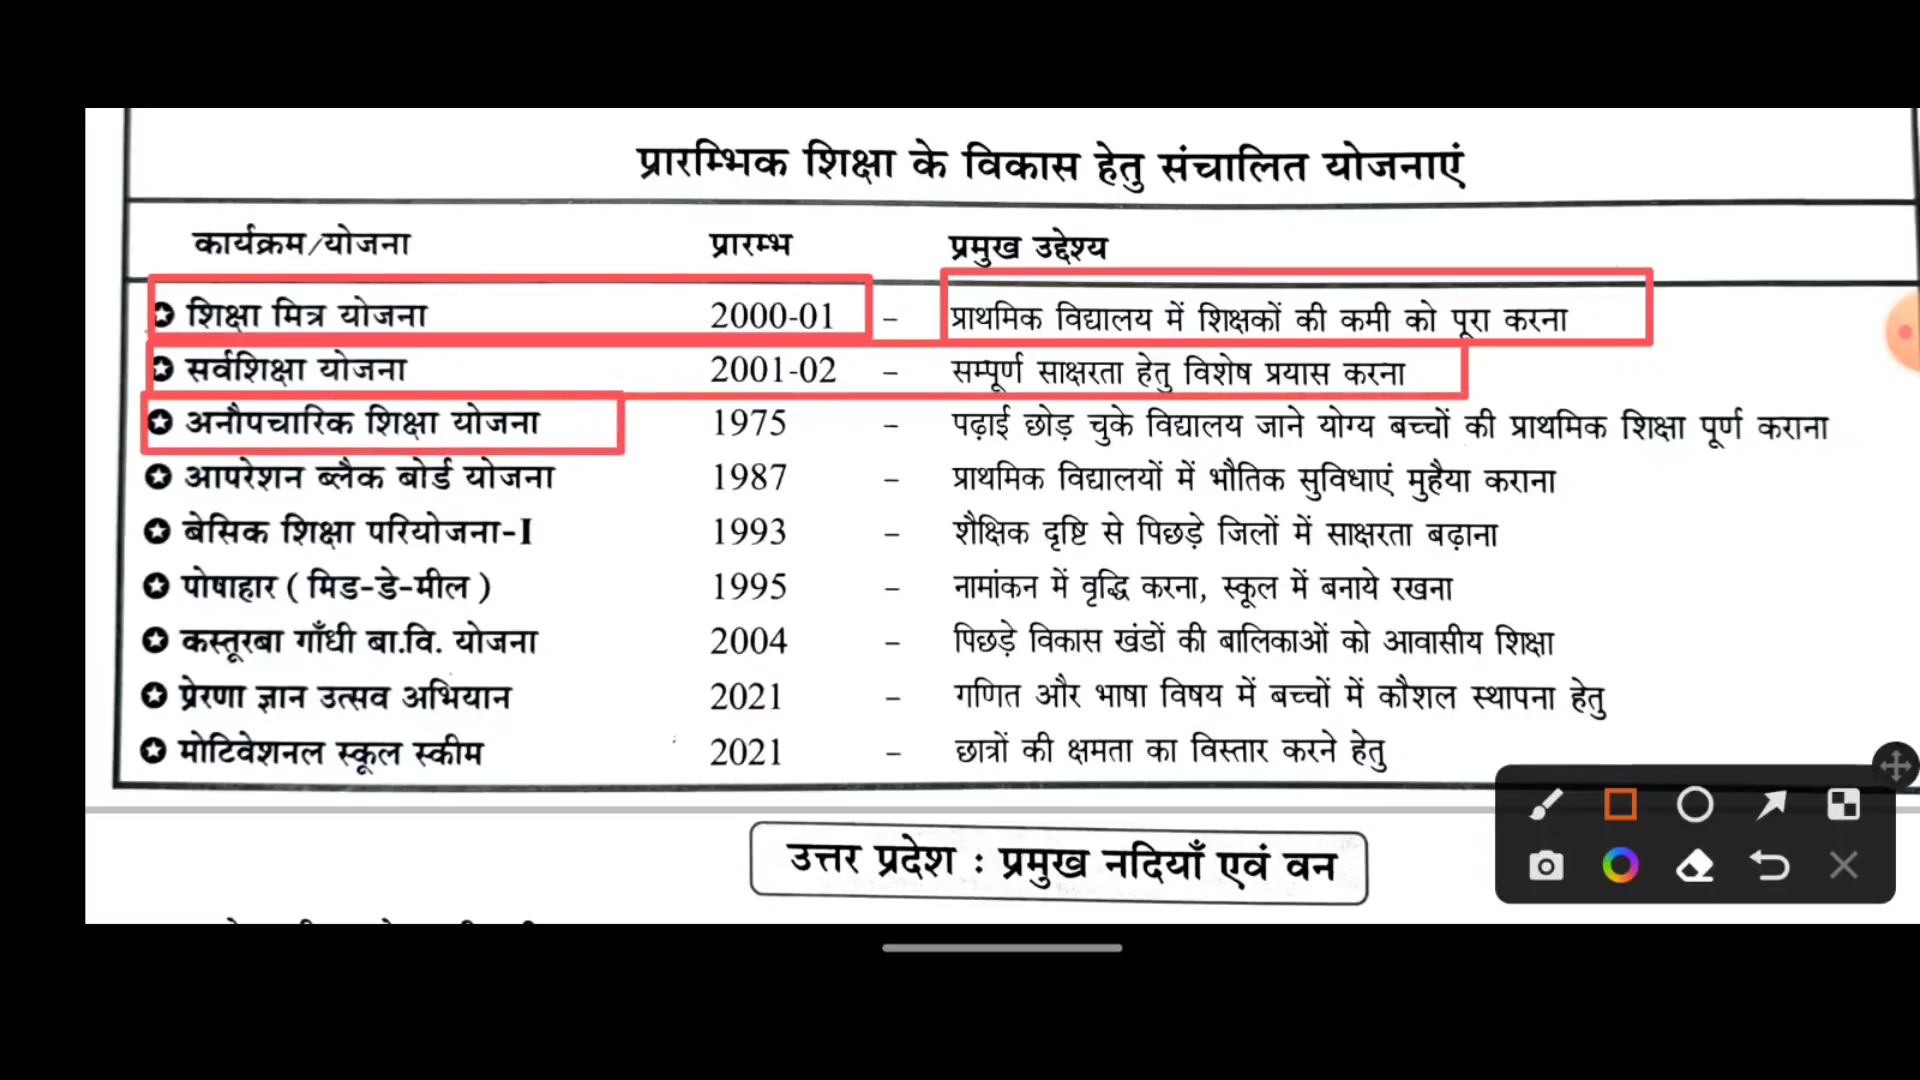 प्रारम्भिक शिक्षा के विकास हेतु संचालित योजनाएं
कार्यक्रम/योजना प्रारम्भ प्रमुख उद्देश्य
✪ शिक्षा मित्र योजना 2000-01 – प्राथमिक विद्यालय में शिक्षकों की कमी को पूरा करना
✪ सर्वशिक्षा योजना 2001-02 – सम्पूर्ण साक्षरता हेतु विशेष प्रयास करना
✪ अनौपचारिक शिक्षा योजना 1975 – पढ़ाई छोड़ चुके विद्यालय जाने योग्य बच्चों की प्राथमिक शिक्षा पूर्ण कराना
✪ आपरेशन ब्लैक बोर्ड योजना 1987 – प्राथमिक विद्यालयों में भौतिक सुविधाएं मुहैया कराना
✪ बेसिक शिक्षा परियोजना-I 1993 – शैक्षिक दृष्टि से पिछड़े जिलों में साक्षरता बढ़ाना
✪ पोषाहार ( मिड-डे-मील ) 1995 – नामांकन में वृद्धि करना, स्कूल में बनाये रखना
✪ कस्तूरबा गाँधी बा.वि. योजना 2004 – पिछड़े विकास खंडों की बालिकाओं को आवासीय शिक्षा
✪ प्रेरणा ज्ञान उत्सव अभियान 2021 – गणित और भाषा विषय में बच्चों में कौशल स्थापना हेतु
✪ मोटिवेशनल स्कूल स्कीम 2021 – छात्रों की क्षमता का विस्तार करने हेतु
उत्तर प्रदेश : प्रमुख नदियाँ एवं वन